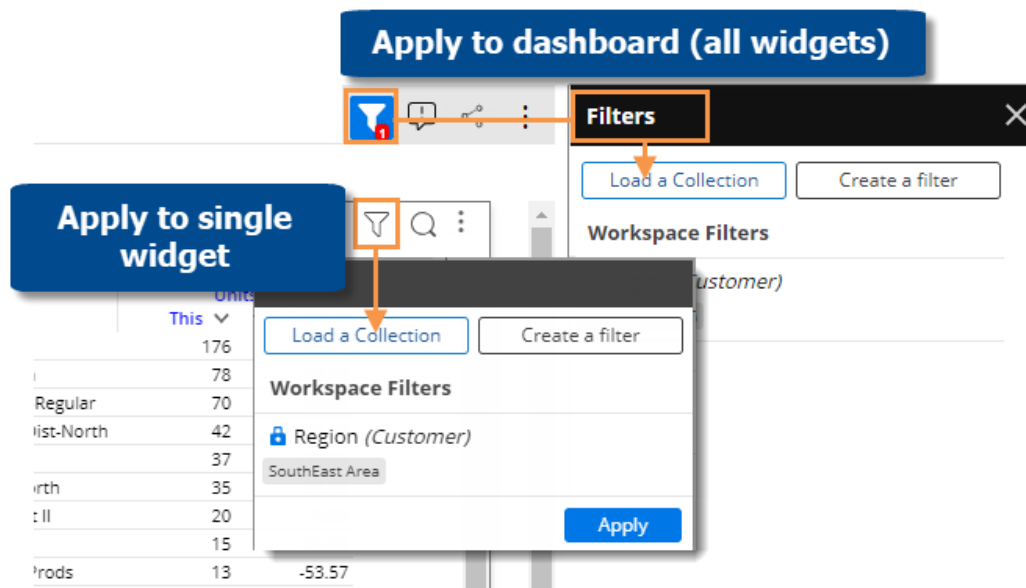 Apply to dashboard (all widgets)
1
Filters
Load a Collection
Create a filter
Workspace Filters
Customer)
Apply to single
widget
Units
This
176
78
Regular
70
Dist-North
42
37
orth
35
t II
20
15
Prods
13
-53.57
Load a Collection
Create a filter
Workspace Filters
Region (Customer)
SouthEast Area
Apply